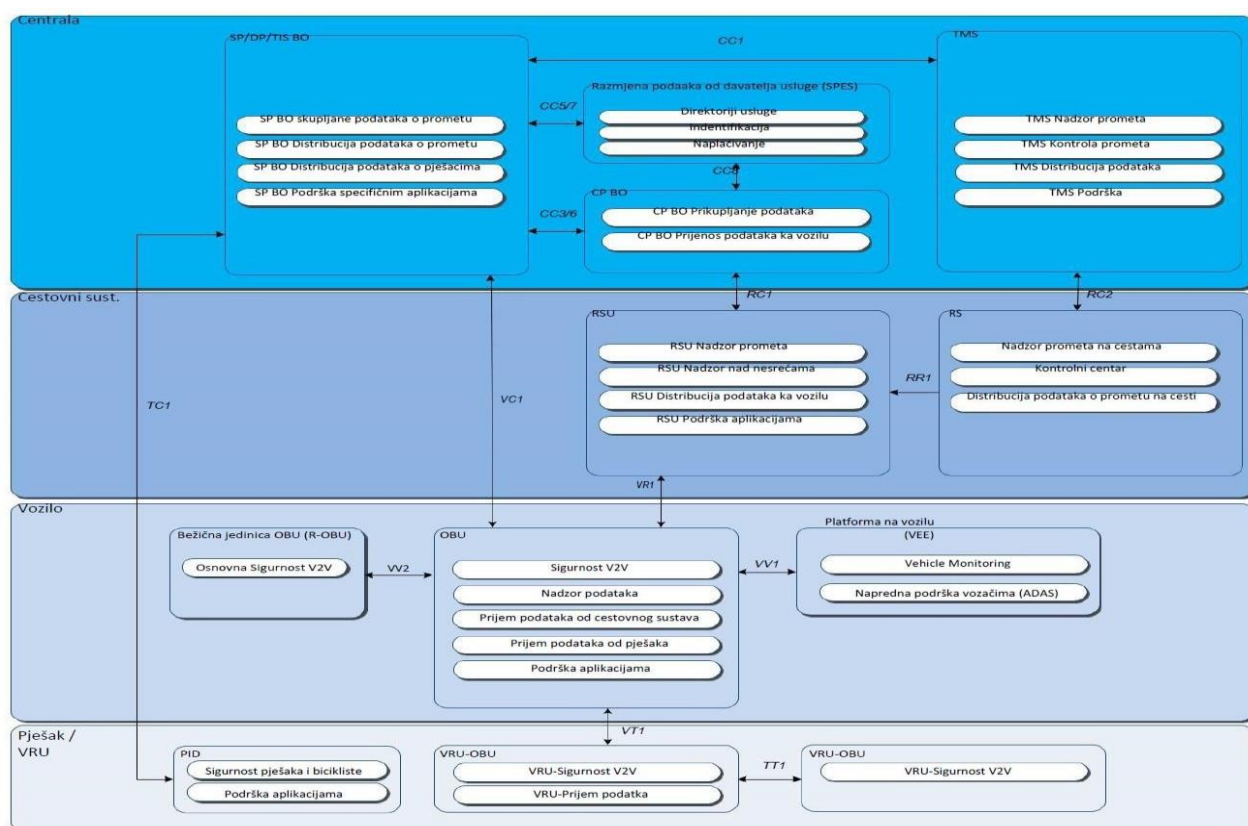 Centrala
SP/DP/TIS BO
SP BO skupljane podataka o prometu
SP BO Distribucija podataka o prometu
SP BO Distribucija podataka o pješacima
SP BO Podrška specifičnim aplikacijama
CC1
CC5/7
CC3/6
Razmjena podaaka od davatelja usluge (SPES)
Direktoriji usluge
Indentifikacija
Naplaćivanje
CC8
CP BO
CP BO Prikupljanje podataka
CP BO Prijenos podataka ka vozilu
TMS
TMS Nadzor prometa
TMS Kontrola prometa
TMS Distribucija podataka
TMS Podrška
Cestovni sust.
RC1
RC2
TC1
VC1
RSU
RSU Nadzor prometa
RSU Nadzor nad nesrećama
RSU Distribucija podataka ka vozilu
RSU Podrška aplikacijama
RR1
RS
Nadzor prometa na cestama
Kontrolni centar
Distribucija podataka o prometu na cesti
VR1
Vozilo
Bežična jedinica OBU (R-OBU)
Osnovna Sigurnost V2V
VV2
OBU
Sigurnost V2V
Nadzor podataka
Prijem podataka od cestovnog sustava
Prijem podataka od pješaka
Podrška aplikacijama
VV1
Platforma na vozilu
(VEE)
Vehicle Monitoring
Napredna podrška vozačima (ADAS)
VT1
Pješak /
VRU
PID
Sigurnost pješaka i bicikliste
Podrška aplikacijama
VRU-OBU
VRU-Sigurnost V2V
VRU-Prijem podatka
TT1
VRU-OBU
VRU-Sigurnost V2V